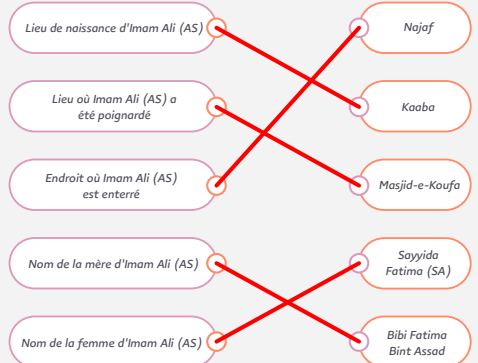 Lieu de naissance d'Imam Ali (AS)
Najaf
Lieu où Imam Ali (AS) a
été poignardé
Kaaba
Endroit où Imam Ali (AS)
est enterré
Masjid-e-Koufa
Nom de la mère d'Imam Ali (AS)
Sayyida
Fatima (SA)
Nom de la femme d'Imam Ali (AS)
Bibi Fatima
Bint Assad